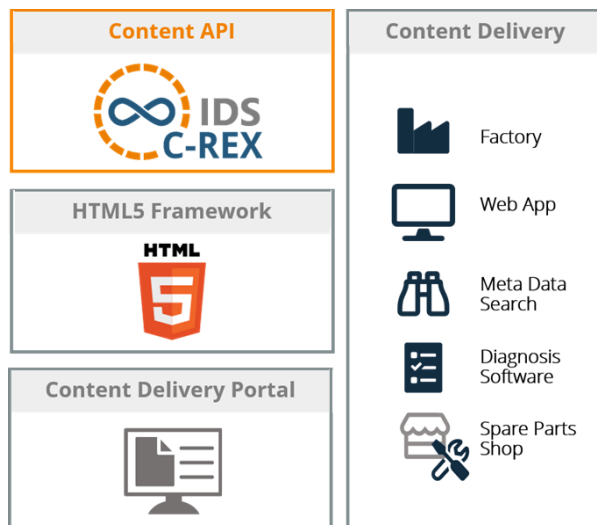 Content API
IDS
C-REX
HTML5 Framework
HTML
5
Content Delivery Portal
Content Delivery
Factory
Web App
Meta Data
Search
Diagnosis
Software
Spare Parts
Shop